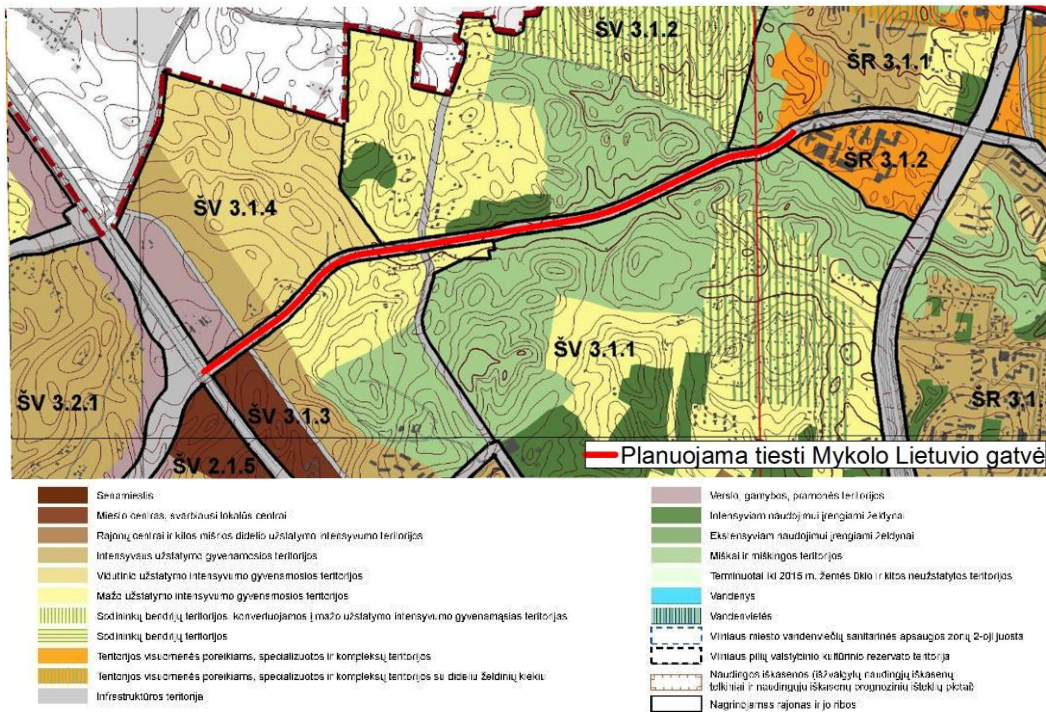 ŠV 3.1.2
ŠR 3.1.1
ŠR 3.1.2
ŠV 3.1.4
ŠV 3.1.1
ŠV 3.2.1
ŠV 3.1.3
ŠR 3.1.
ŠV 2.1.5
Planuojama tiesti Mykolo Lietuvio gatvė
Senamiestis
Miesto centras, svarbiausi lokalūs centrai
Rajonų centrai ir kitos mišrios didelio užstatymo intensyvumo teritorijos
Intensyvaus užstatymo gyvenamosios teritorijos
Vidutinio užstatymo intensyvumo gyvenamosios teritorijos
Mažo užstatymo intensyvumo gyvenamosios teritorijos
Sodininkų bendrijų teritorijos, konvertuojamos į mažo užstatymo intensyvumo gyvenamąsias teritorijas
Sodininkų bendrijų teritorijos
Teritorijos visuomenės poreikiams, specializuotos ir kompleksų teritorijos
Teritorijos visuomenės poreikiams, specializuotos ir kompleksų teritorijos su dideliu želdinių kiekiu
Infrastruktūros teritorija
Verslo, gamybos, pramonės teritorijos
Intensyviam naudojimui įrengiami želdynai
Ekstensyviam naudojimui įrengiami želdynai
Miškai ir miškingos teritorijos
Terminuotai iki 2015 m. žemės ūkio ir kitos neužstatytos teritorijos
Vandenys
Vandenvietės
Vilniaus miesto vandenviečių sanitarinės apsaugos zonų 2-oji juosta
Vilniaus pilių valstybinio kultūrinio rezervato teritorija
Naudingos iškasenos (išžvalgytų naudingųjų iškasenų
telkiniai ir naudingųjų iškasenų prognozinių išteklių plotai)
Nagrinėjamas rajonas ir jo ribos